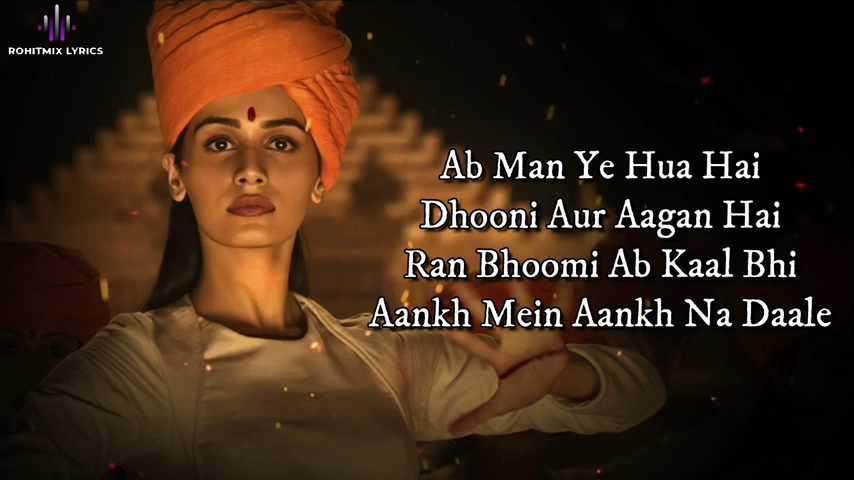 ROHITMIX LYRICS
Ab Man Ye Hua Hai
Dhooni Aur Aagan Hai
Ran Bhoomi Ab Kaal Bhi
Aankh Mein Aankh Na Daale